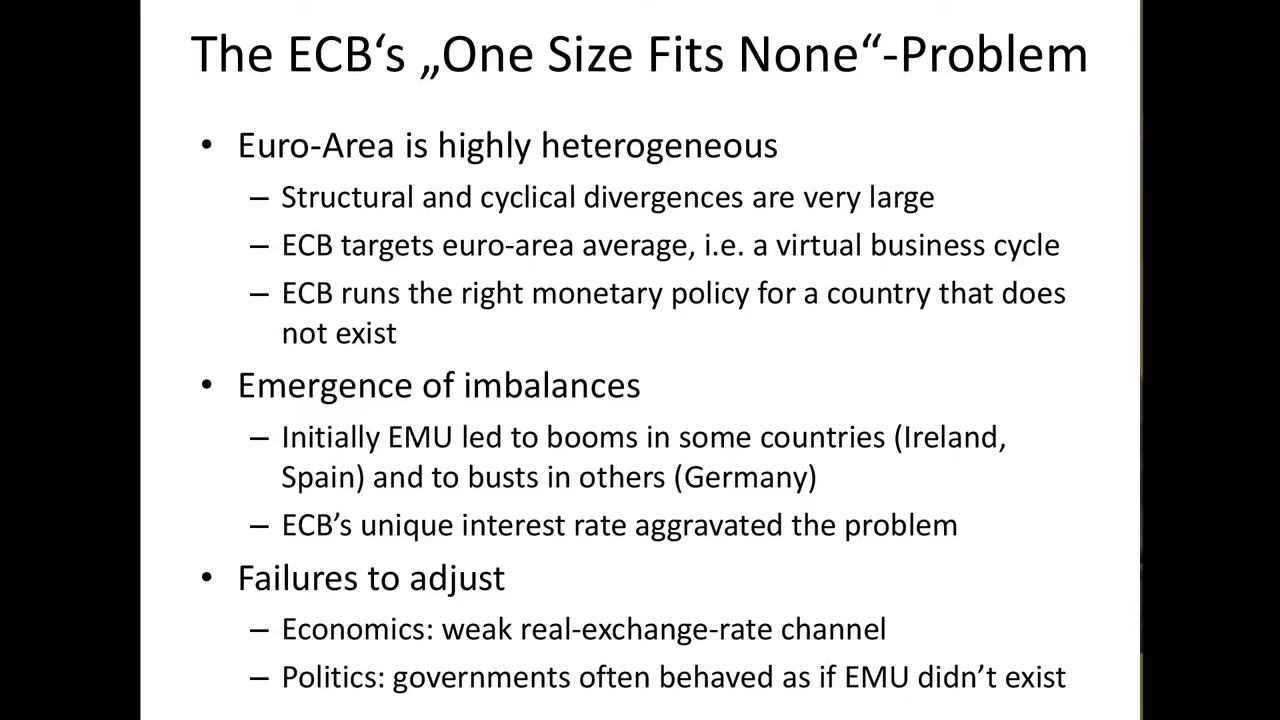 The ECB‘s „One Size Fits None“-Problem
• Euro-Area is highly heterogeneous
– Structural and cyclical divergences are very large
– ECB targets euro-area average, i.e. a virtual business cycle
– ECB runs the right monetary policy for a country that does
not exist
• Emergence of imbalances
– Initially EMU led to booms in some countries (Ireland,
Spain) and to busts in others (Germany)
– ECB’s unique interest rate aggravated the problem
• Failures to adjust
– Economics: weak real-exchange-rate channel
– Politics: governments often behaved as if EMU didn’t exist